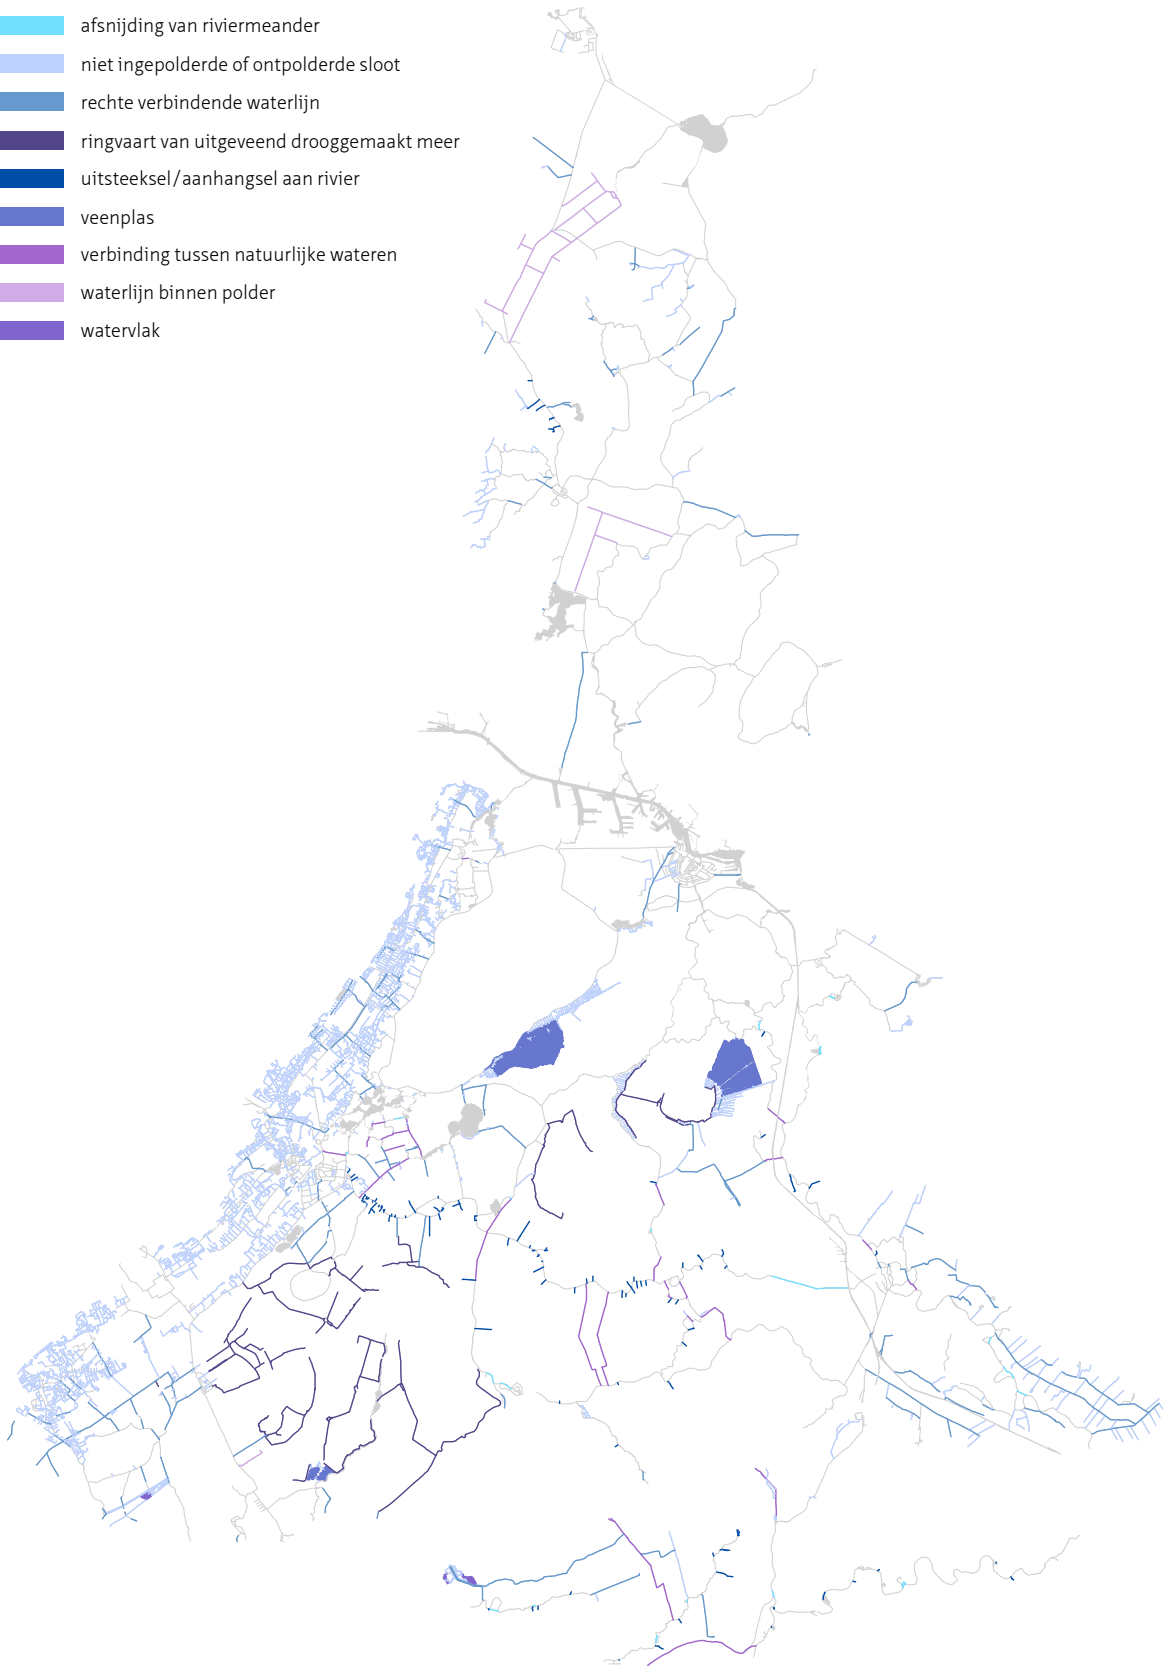 afsnijding van riviermeander
niet ingepolderde of ontpolderde sloot
rechte verbindende waterlijn
ringvaart van uitgeveend drooggemaakt meer
uitsteeksel/aanhangsel aan rivier
veenplas
verbinding tussen natuurlijke wateren
waterlijn binnen polder
watervlak